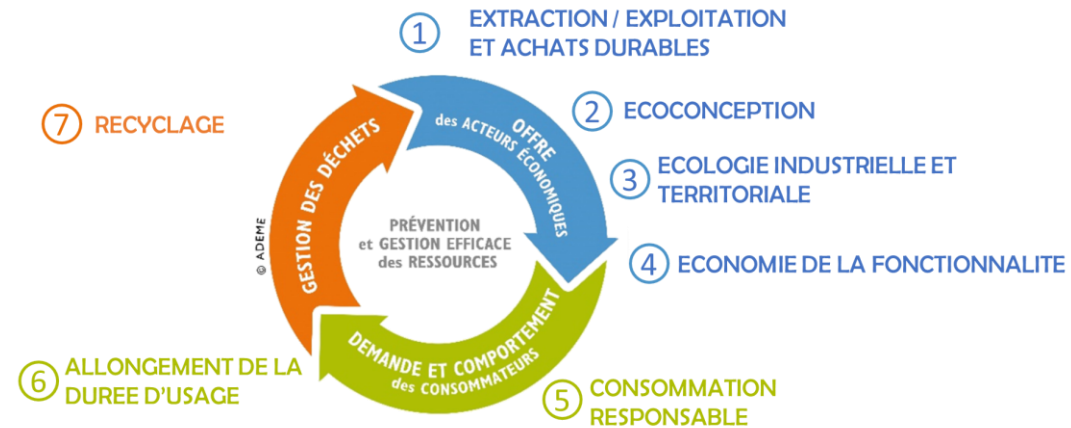 1
EXTRACTION / EXPLOITATION
ET ACHATS DURABLES
2
ECOCONCEPTION
3
ECOLOGIE INDUSTRIELLE ET
TERRITORIALE
4
ECONOMIE DE LA FONCTIONNALITE
5
CONSOMMATION
RESPONSABLE
6
ALLONGEMENT DE LA
DUREE D'USAGE
7
RECYCLAGE
OFFRE
des ACTEURS ÉCONOMIQUES
DEMANDE ET COMPORTEMENT
des CONSOMMATEURS
GESTION DES DÉCHETS
PRÉVENTION
et GESTION EFFICACE
des RESSOURCES
© ADEME